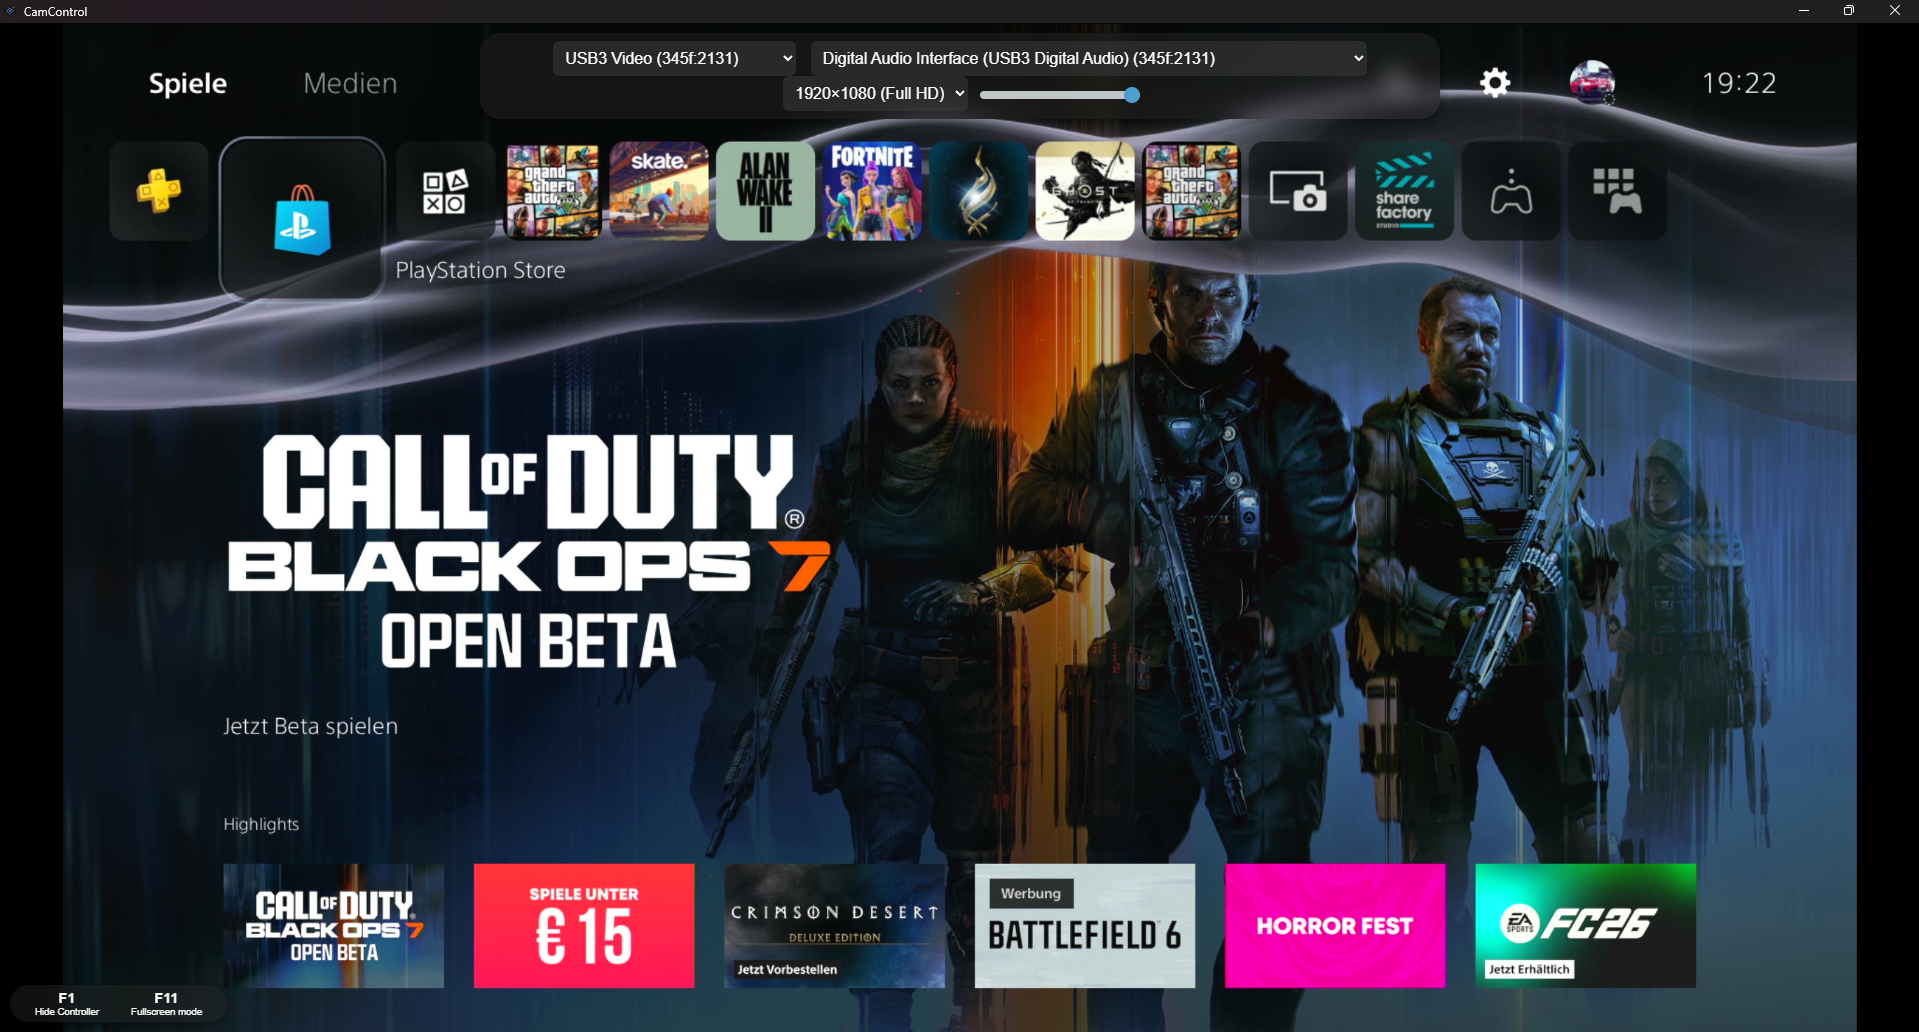 CamControl
USB3 Video (345f:2131)
Digital Audio Interface (USB3 Digital Audio) (345f:2131)
1920×1080 (Full HD)
Spiele
Medien
19:22
grand
theft
auto
skate.
ALAN
WAKE
II
FORTNITE
GHOST
grand
theft
auto
share
factory
STUDIO
PlayStation Store
CALL OF DUTY®
BLACK OPS 7
OPEN BETA
Jetzt Beta spielen
Highlights
CALL OF DUTY®
BLACK OPS 7
OPEN BETA
SPIELE UNTER
€15
CRIMSON DESERT
DELUXE EDITION
Jetzt Vorbestellen
Werbung
BATTLEFIELD 6
HORROR FEST
EA
SPORTS
FC26
Jetzt Erhältlich
F1
Hide Controller
F11
Fullscreen mode